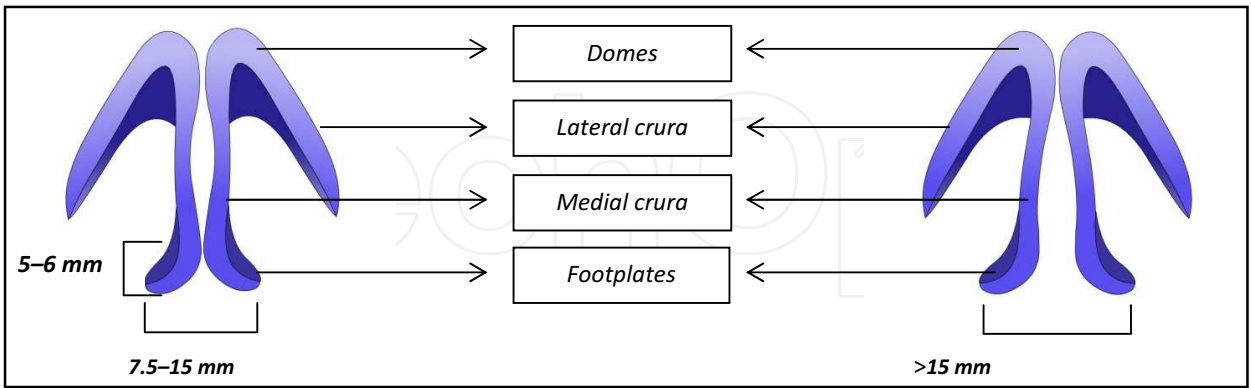 Domes
Lateral crura
Medial crura
Footplates
5–6 mm
7.5–15 mm
>15 mm